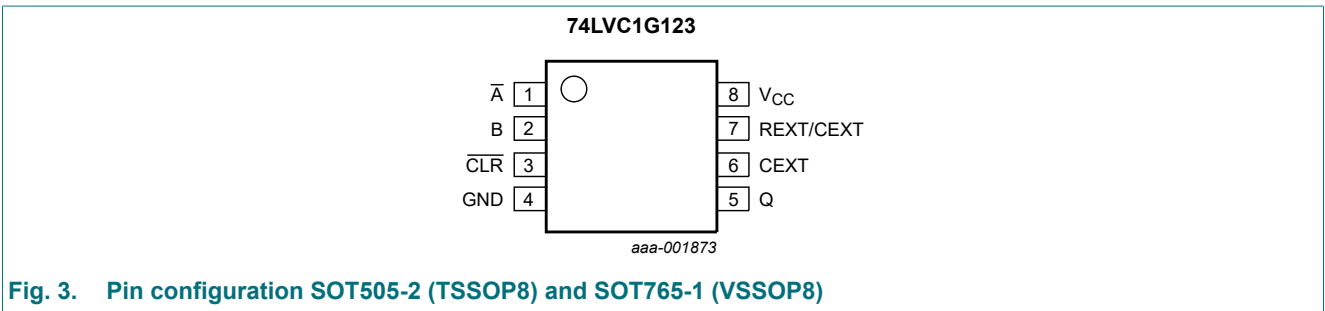 74LVC1G123
A̅ 1
8 VCC
B 2
7 REXT/CEXT
C̅L̅R̅ 3
6 CEXT
GND 4
5 Q
aaa-001873
Fig. 3. Pin configuration SOT505-2 (TSSOP8) and SOT765-1 (VSSOP8)